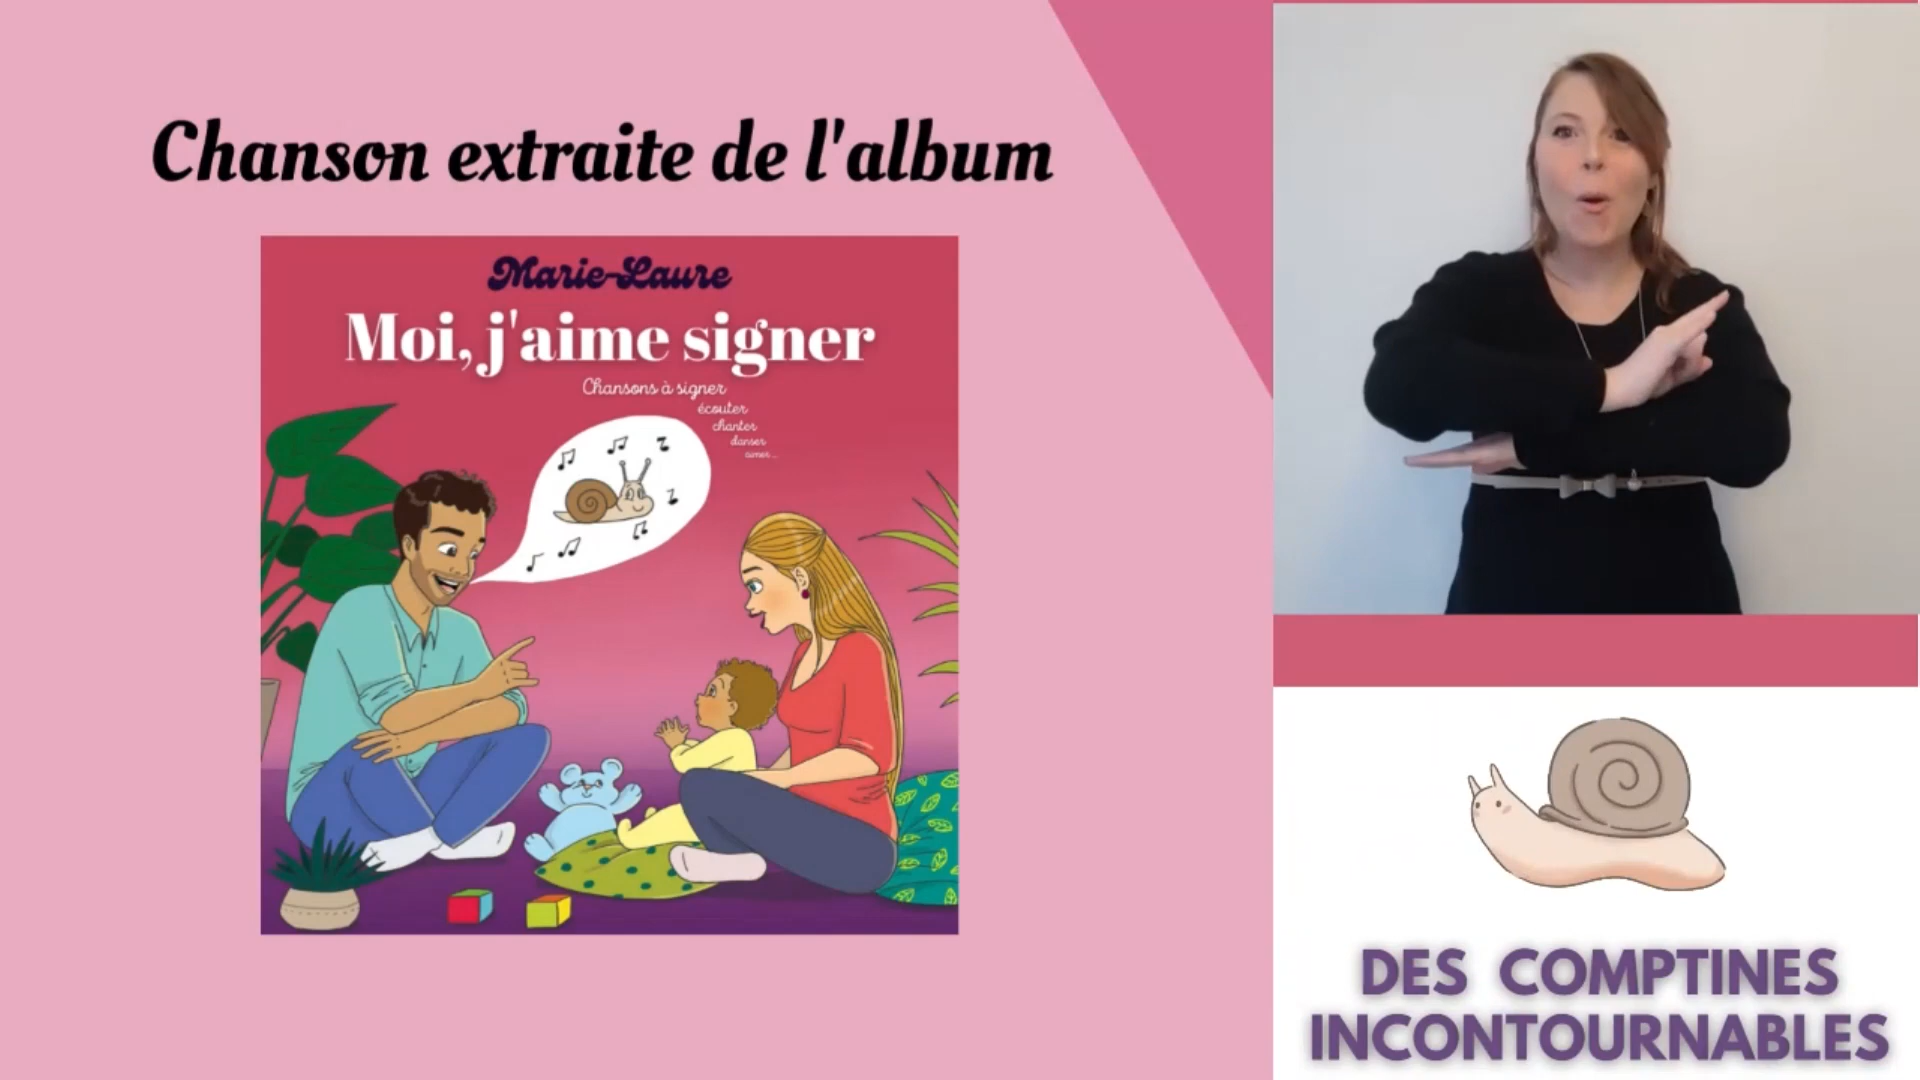 Chanson extraite de l'album
Marie-Laure
Moi, j'aime signer
Chansons à signer
écouter
chanter
danser
aimer...
DES COMPTINES
INCONTOURNABLES